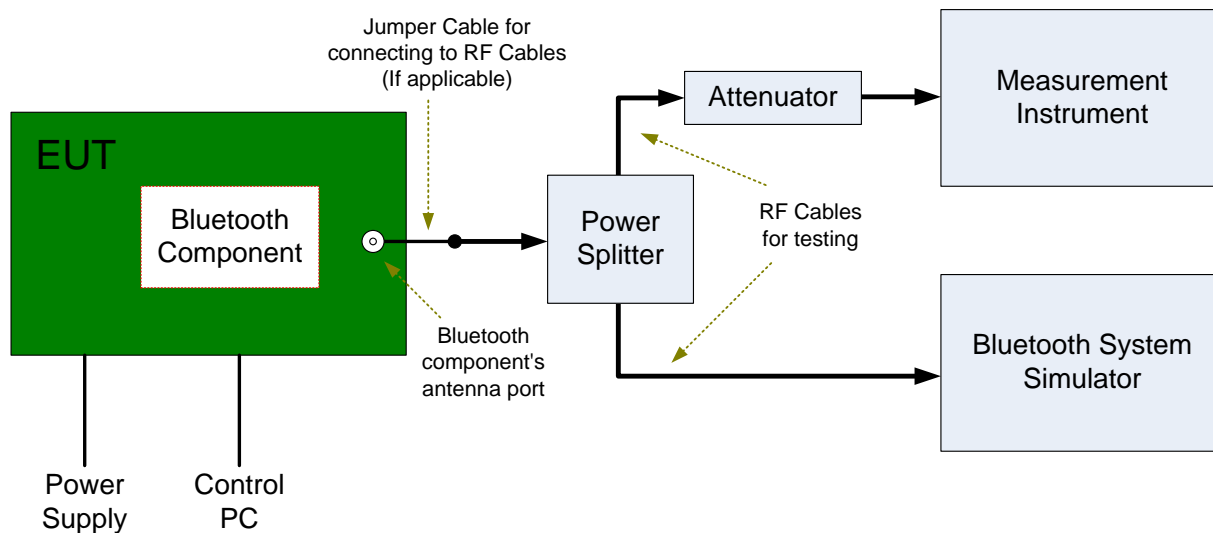 Jumper Cable for
connecting to RF Cables
(If applicable)
Attenuator
Measurement
Instrument
EUT
Bluetooth
Component
Power
Splitter
RF Cables
for testing
Bluetooth
component's
antenna port
Bluetooth System
Simulator
Power
Supply
Control
PC